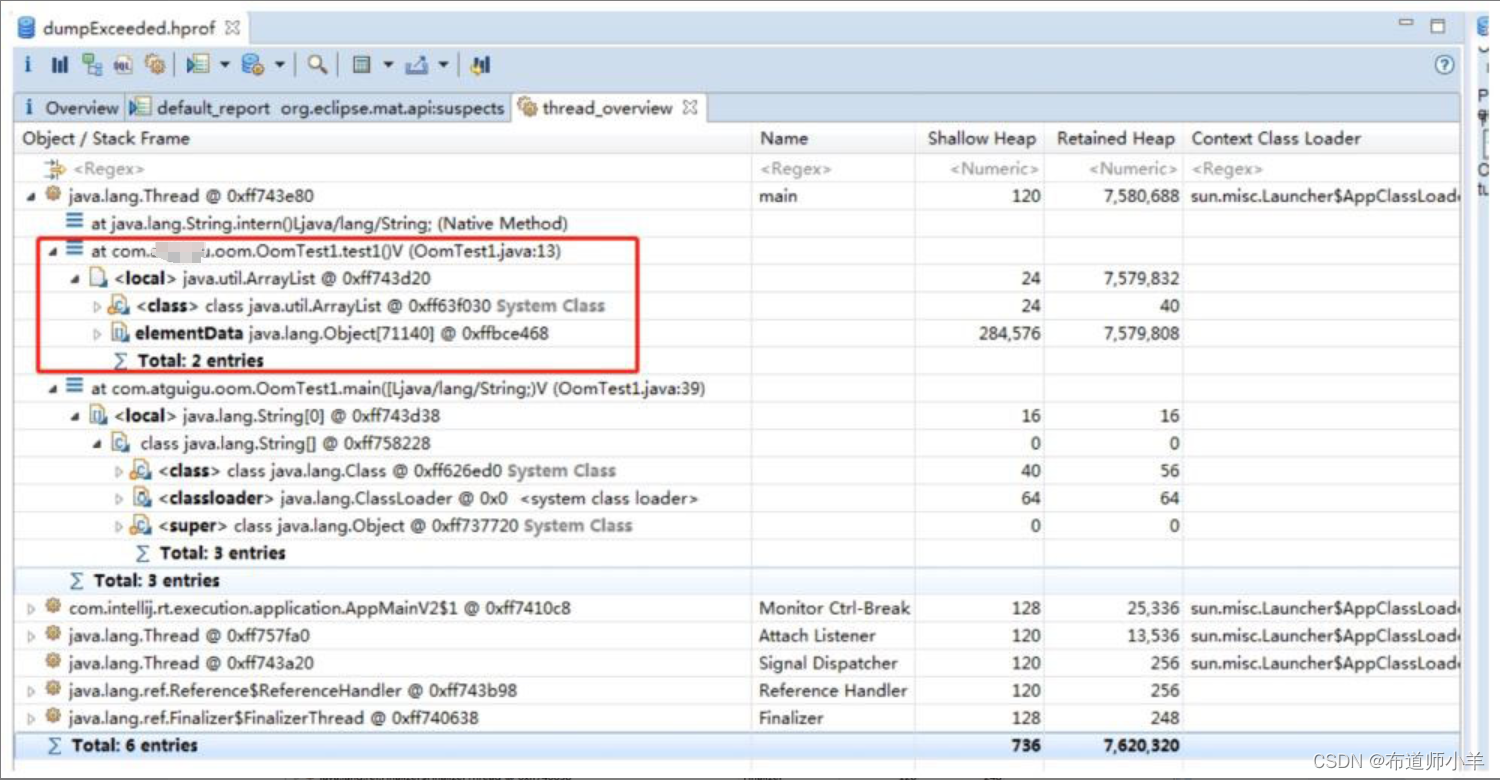 dumpExceeded.hprof
i Overview default_report org.eclipse.mat.api:suspects thread_overview
Object / Stack Frame Name Shallow Heap Retained Heap Context Class Loader
<Regex> <Regex> <Numeric> <Numeric> <Regex>
java.lang.Thread @ 0xff743e80 main 120 7,580,688 sun.misc.Launcher$AppClassLoade
at java.lang.String.intern()Ljava/lang/String; (Native Method)
at com. u.oom.OomTest1.test1()V (OomTest1.java:13)
<local> java.util.ArrayList @ 0xff743d20 24 7,579,832
<class> class java.util.ArrayList @ 0xff63f030 System Class 24 40
elementData java.lang.Object[71140] @ 0xffbce468 284,576 7,579,808
Total: 2 entries
at com.atguigu.oom.OomTest1.main([Ljava/lang/String;)V (OomTest1.java:39)
<local> java.lang.String[0] @ 0xff743d38 16 16
class java.lang.String[] @ 0xff758228 0 0
<class> class java.lang.Class @ 0xff626ed0 System Class 40 56
<classloader> java.lang.ClassLoader @ 0x0 <system class loader> 64 64
<super> class java.lang.Object @ 0xff737720 System Class 0 0
Total: 3 entries
Total: 3 entries
com.intellij.rt.execution.application.AppMainV2$1 @ 0xff7410c8 Monitor Ctrl-Break 128 25,336 sun.misc.Launcher$AppClassLoade
java.lang.Thread @ 0xff757fa0 Attach Listener 120 13,536 sun.misc.Launcher$AppClassLoade
java.lang.Thread @ 0xff743a20 Signal Dispatcher 120 256 sun.misc.Launcher$AppClassLoade
java.lang.ref.Reference$ReferenceHandler @ 0xff743b98 Reference Handler 120 256
java.lang.ref.Finalizer$FinalizerThread @ 0xff740638 Finalizer 128 248
Total: 6 entries 736 7,620,320
CSDN @布道师小羊